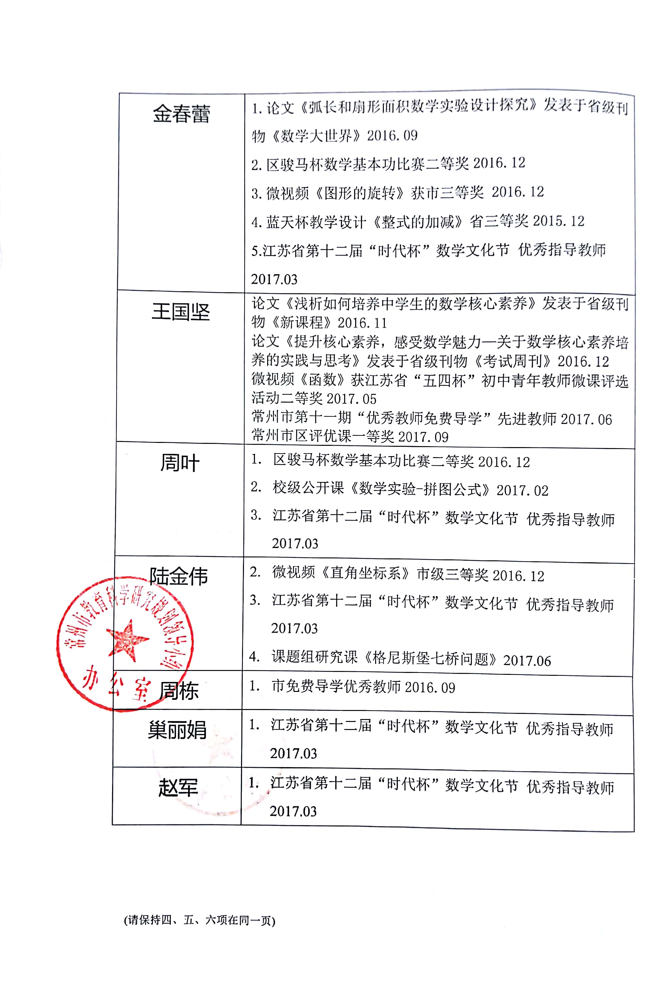 金春蕾
1. 论文《弧长和扇形面积数学实验设计探究》发表于省级刊
物《数学大世界》2016.09
2. 区骏马杯数学基本功比赛二等奖 2016.12
3. 微视频《图形的旋转》获市三等奖 2016.12
4. 蓝天杯教学设计《整式的加减》省三等奖 2015.12
5.江苏省第十二届“时代杯”数学文化节 优秀指导教师
2017.03
王国坚
论文《浅析如何培养中学生的数学核心素养》发表于省级刊
物《新课程》2016.11
论文《提升核心素养，感受数学魅力—关于数学核心素养培
养的实践与思考》发表于省级刊物《考试周刊》2016.12
微视频《函数》获江苏省“五四杯”初中青年教师微课评选
活动二等奖 2017.05
常州市第十一期“优秀教师免费导学”先进教师 2017.06
常州市区评优课一等奖 2017.09
周叶
1. 区骏马杯数学基本功比赛二等奖 2016.12
2. 校级公开课《数学实验-拼图公式》2017.02
3. 江苏省第十二届“时代杯”数学文化节 优秀指导教师
2017.03
陆金伟
2. 微视频《直角坐标系》市级三等奖 2016.12
3. 江苏省第十二届“时代杯”数学文化节 优秀指导教师
2017.03
4. 课题组研究课《格尼斯堡七桥问题》2017.06
常州市教育科学研究规划领导小组
办公室
周栋
1. 市免费导学优秀教师 2016.09
巢丽娟
1. 江苏省第十二届“时代杯”数学文化节 优秀指导教师
2017.03
赵军
1. 江苏省第十二届“时代杯”数学文化节 优秀指导教师
2017.03
(请保持四、五、六项在同一页)